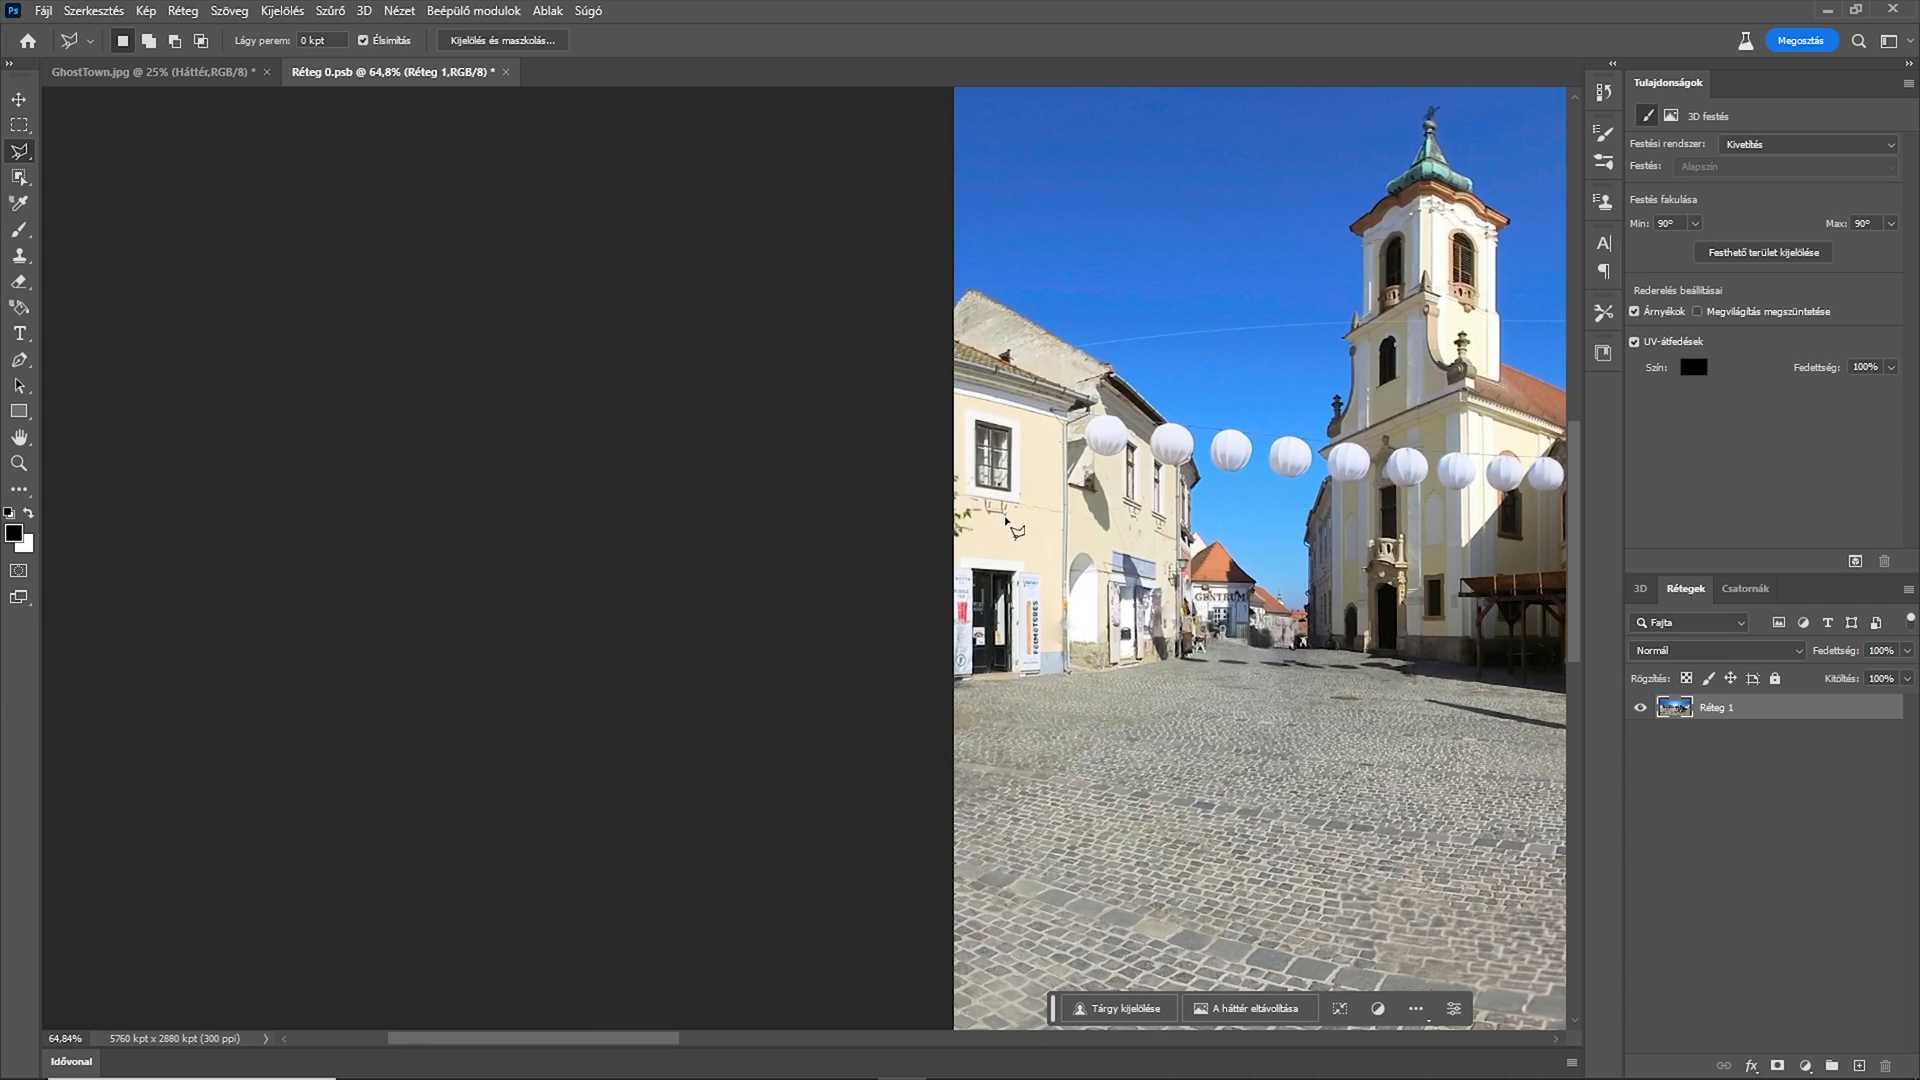 Ps Fájl Szerkesztés Kép Réteg Szöveg Kijelölés Szűrő 3D Nézet Beépülő modulok Ablak Súgó
Lágy perem: 0 kpt Élsimítás Kijelölés és maszkolás... Megosztás
GhostTown.jpg @ 25% (Háttér,RGB/8) * Réteg 0.psb @ 64,8% (Réteg 1,RGB/8) *
Tulajdonságok
3D festés
Festési rendszer: Kivetítés
Festés: Alapszín
Festés fakulása
Min: 90° Max: 90°
Festhető terület kijelölése
Rederelés beállításai
Árnyékok Megvilágítás megszüntetése
UV-átfedések
Szín: Fedettség: 100%
CENTRUM
3D Rétegek Csatornák
Fajta
Normál Fedettség: 100%
Rögzítés: Kitöltés: 100%
Réteg 1
Tárgy kijelölése A háttér eltávolítása
64,84% 5760 kpt x 2880 kpt (300 ppi)
Idővonal